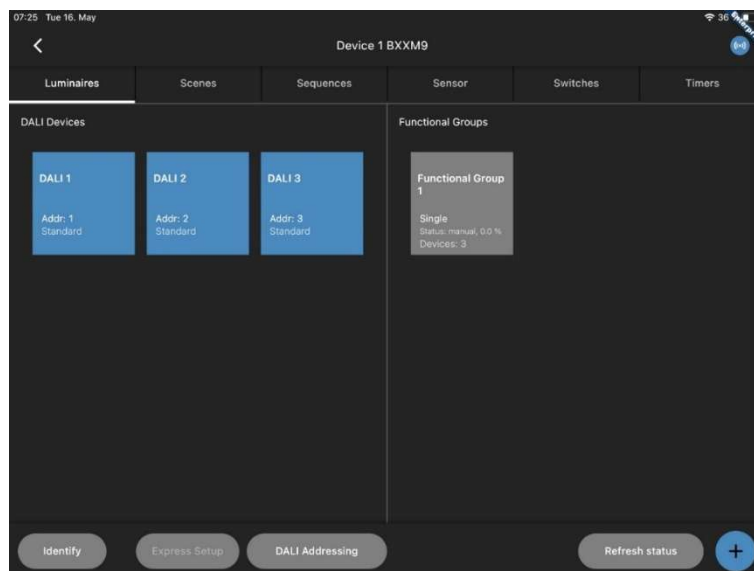 07:25 Tue 16. May
36
Device 1 BXXM9
Luminaires Scenes Sequences Sensor Switches Timers
DALI Devices
Functional Groups
DALI 1
Addr: 1
Standard
DALI 2
Addr: 2
Standard
DALI 3
Addr: 3
Standard
Functional Group
1
Single
Status: manual, 0.0 %
Devices: 3
Identify Express Setup DALI Addressing Refresh status +